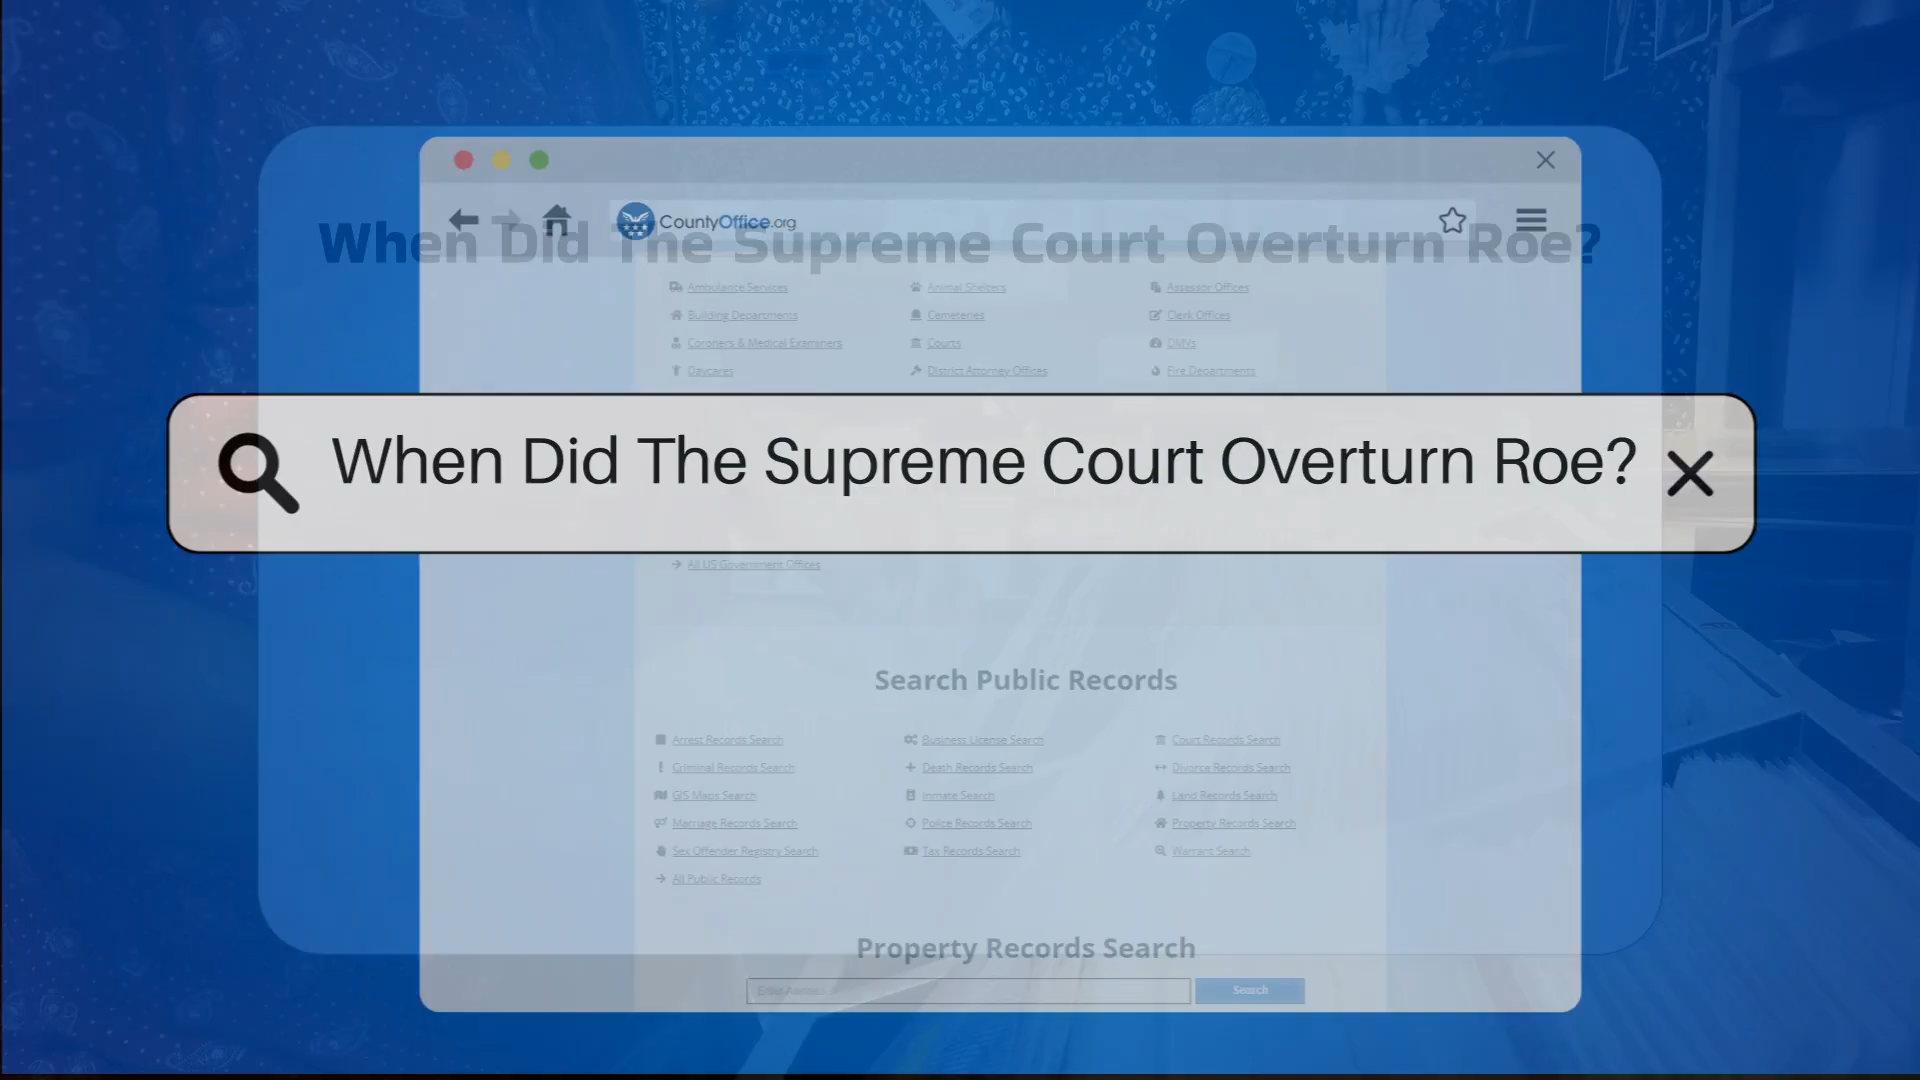 CountyOffice.org
When Did The Supreme Court Overturn Roe?
Ambulance Services Animal Shelters Assessor Offices
Building Departments Cemeteries Clerk Offices
Coroners & Medical Examiners Courts DMVs
Daycares District Attorney Offices Fire Departments
When Did The Supreme Court Overturn Roe?
All US Government Offices
Search Public Records
Arrest Records Search Business License Search Court Records Search
Criminal Records Search Death Records Search Divorce Records Search
GIS Maps Search Inmate Search Land Records Search
Marriage Records Search Police Records Search Property Records Search
Sex Offender Registry Search Tax Records Search Warrant Search
All Public Records
Property Records Search
Enter Address Search